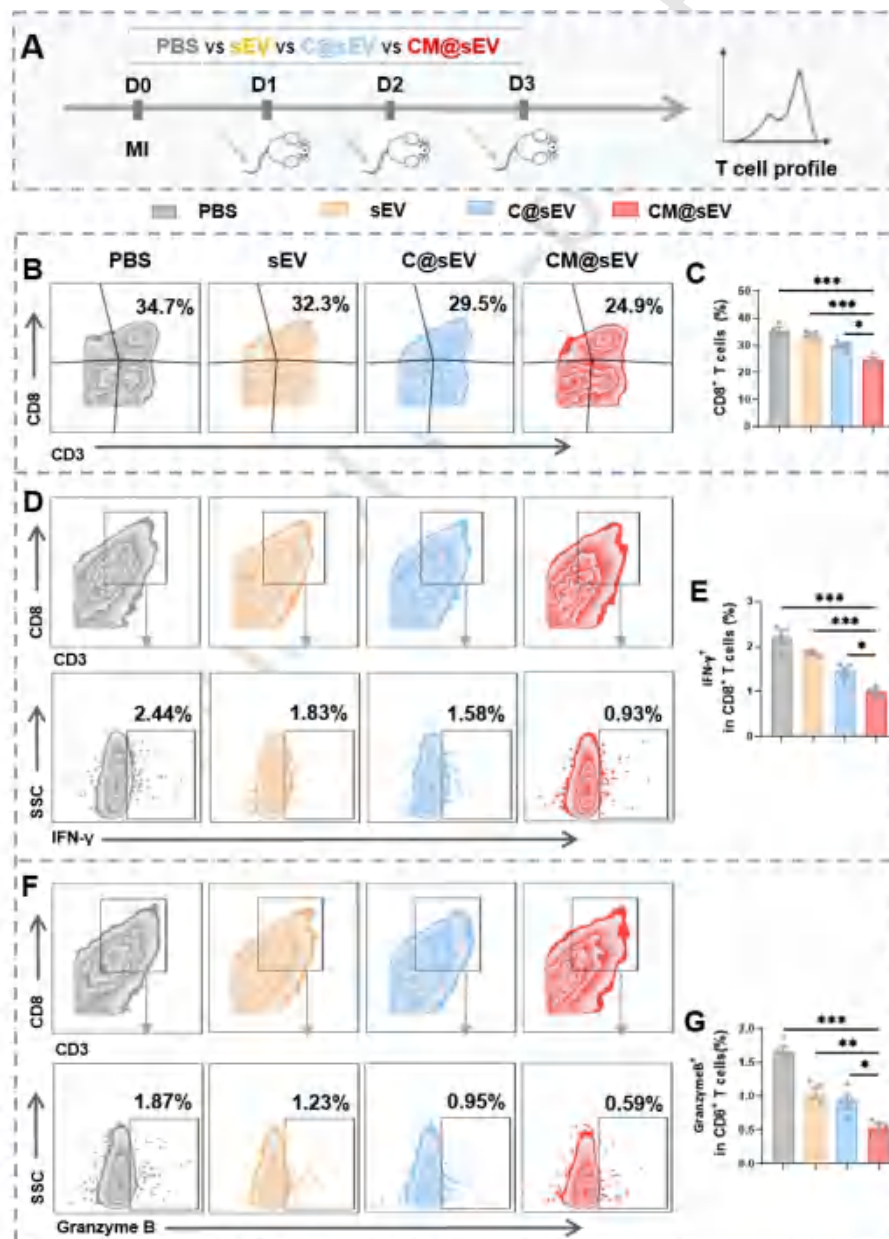 A
PBS vs sEV vs C@sEV vs CM@sEV
D0 D1 D2 D3
MI
T cell profile
PBS sEV C@sEV CM@sEV
B
PBS sEV C@sEV CM@sEV
34.7% 32.3% 29.5% 24.9%
CD8
CD3
C
CD8+ T cells (%)
***
***
*
50
40
30
20
10
0
D
CD8
CD3
2.44% 1.83% 1.58% 0.93%
SSC
IFN-γ
E
IFN-γ+
in CD8+ T cells (%)
***
***
*
3
2
1
0
F
CD8
CD3
1.87% 1.23% 0.95% 0.59%
SSC
Granzyme B
G
GranzymeB+
in CD8+ T cells(%)
***
**
*
2.0
1.5
1.0
0.5
0.0